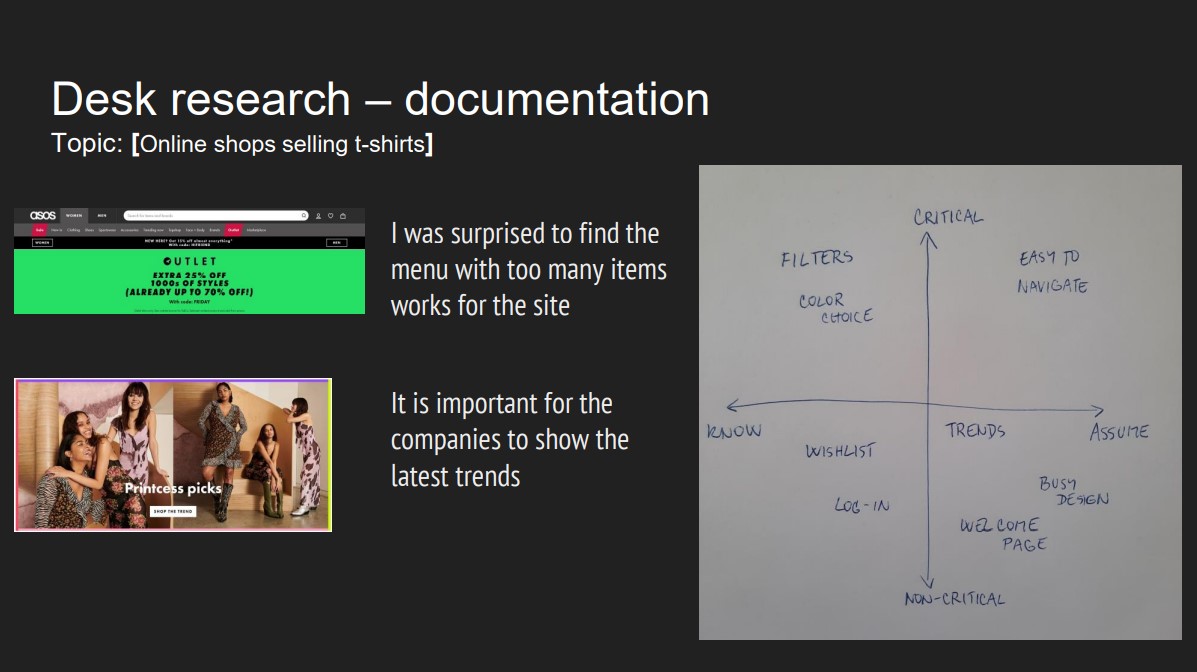 Desk research – documentation
Topic: [Online shops selling t-shirts]
asos
WOMEN
MEN
Search for items and brands
Sale
New in
Clothing
Shoes
Sportswear
Accessories
Trending now
Topshop
Face + Body
Brands
Outlet
Marketplace
WOMEN
NEW HERE? Get 15% off almost everything*
With code:
MEN
OUTLET
EXTRA 25% OFF
1000s OF STYLES
(ALREADY UP TO 70% OFF!)
With code: FRIDAY
I was surprised to find the
menu with too many items
works for the site
Printcess picks
SHOP THE TREND
It is important for the
companies to show the
latest trends
CRITICAL
FILTERS
EASY TO
NAVIGATE
COLOR
CHOICE
KNOW
TRENDS
ASSUME
WISHLIST
BUSY
DESIGN
LOG-IN
WELCOME
PAGE
NON-CRITICAL